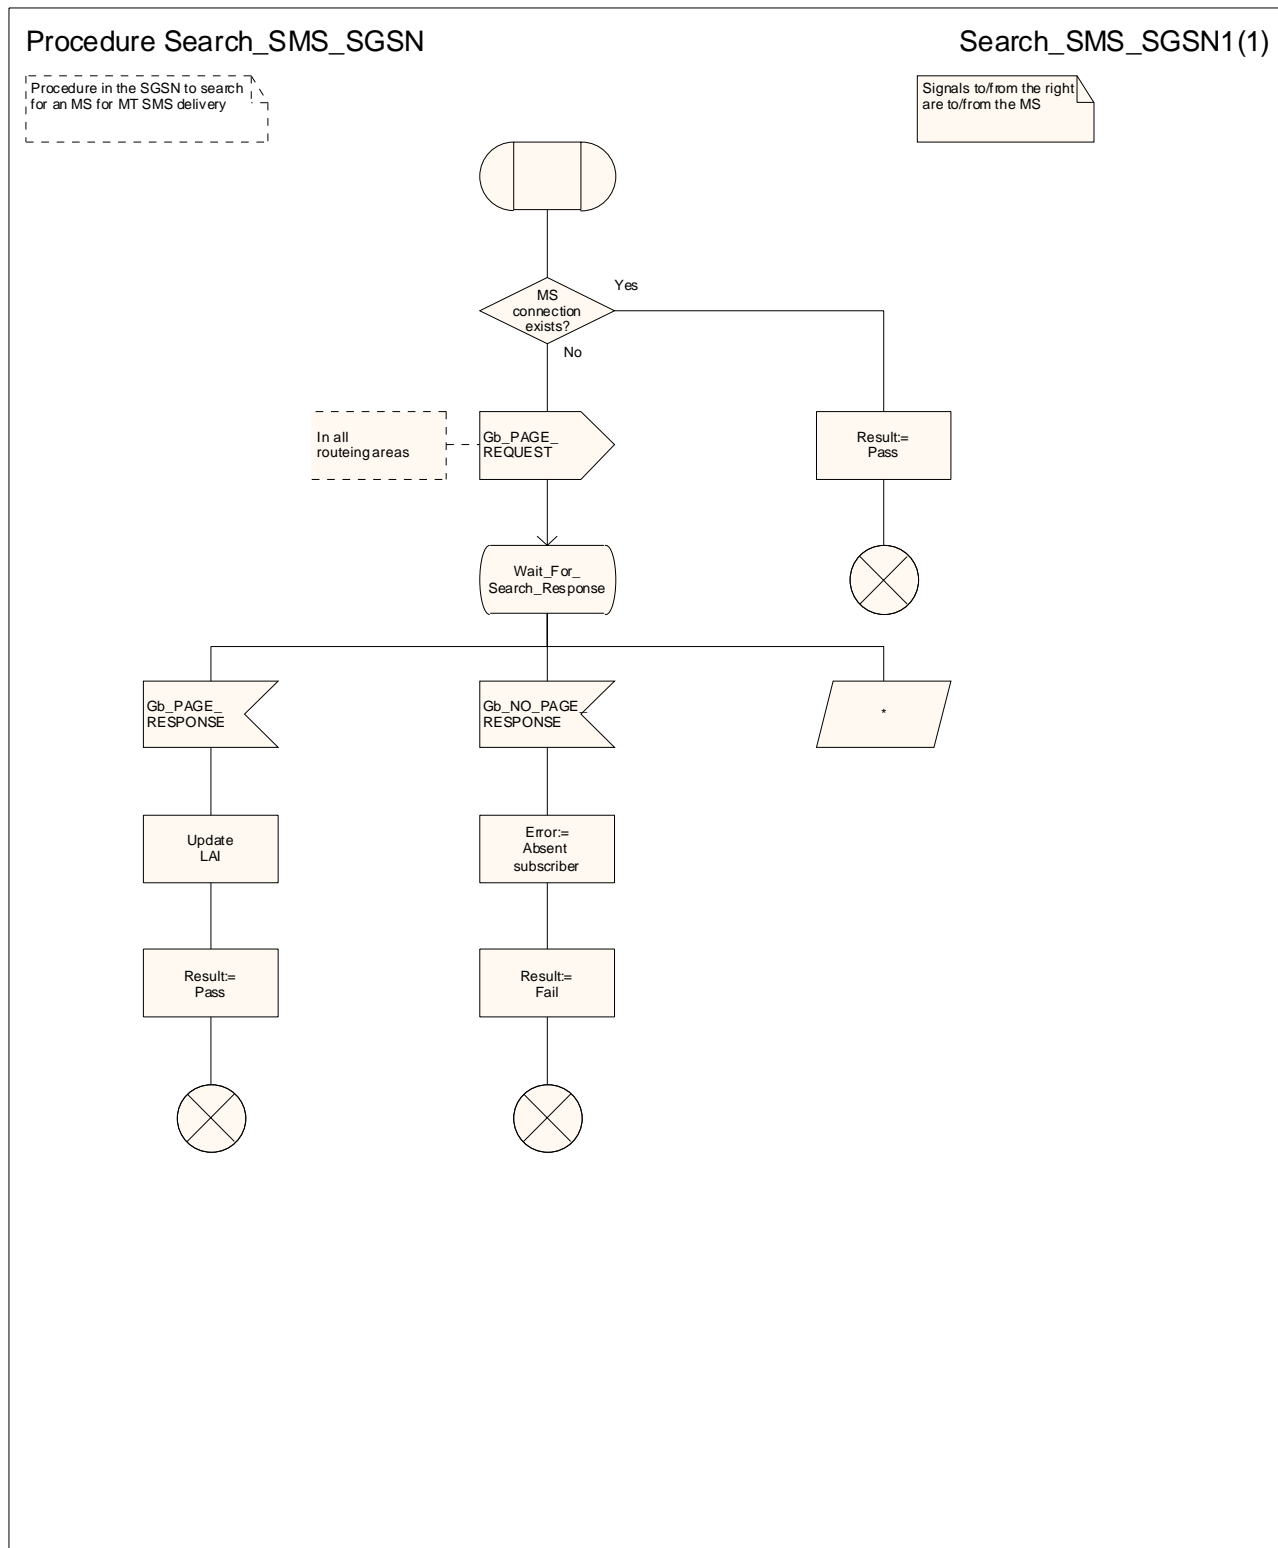 Procedure Search_SMS_SGSN
Search_SMS_SGSN1(1)
Procedure in the SGSN to search
for an MS for MT SMS delivery
Signals to/from the right
are to/from the MS
MS
connection
exists?
Yes
No
In all
routeing areas
Gb_PAGE_
REQUEST
Result:=
Pass
Wait_For_
Search_Response
Gb_PAGE_
RESPONSE
Gb_NO_PAGE_
RESPONSE
*
Update
LAI
Error:=
Absent
subscriber
Result:=
Pass
Result:=
Fail